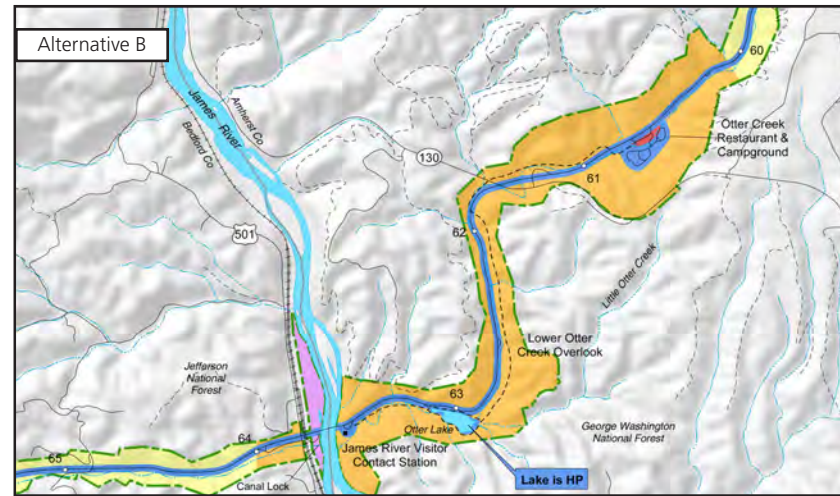 Alternative B
60
James River
Amherst Co
Bedford Co
Otter Creek
Restaurant &
Campground
130
61
501
62
Little Otter Creek
Lower Otter
Creek Overlook
Jefferson
National
Forest
63
64
Otter Lake
George Washington
National Forest
65
James River Visitor
Contact Station
Canal Lock
Lake is HP